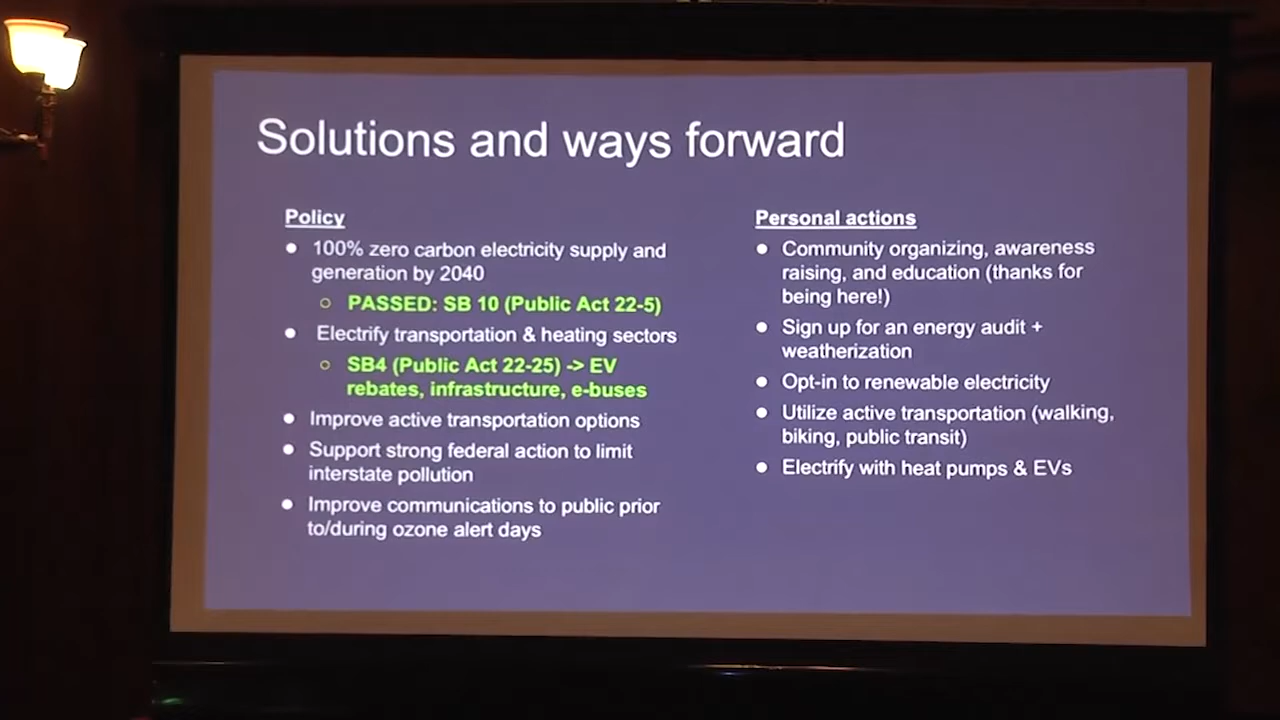 Solutions and ways forward
Policy
● 100% zero carbon electricity supply and
generation by 2040
○ PASSED: SB 10 (Public Act 22-5)
● Electrify transportation & heating sectors
○ SB4 (Public Act 22-25) -> EV
rebates, infrastructure, e-buses
● Improve active transportation options
● Support strong federal action to limit
interstate pollution
● Improve communications to public prior
to/during ozone alert days
Personal actions
● Community organizing, awareness
raising, and education (thanks for
being here!)
● Sign up for an energy audit +
weatherization
● Opt-in to renewable electricity
● Utilize active transportation (walking,
biking, public transit)
● Electrify with heat pumps & EVs